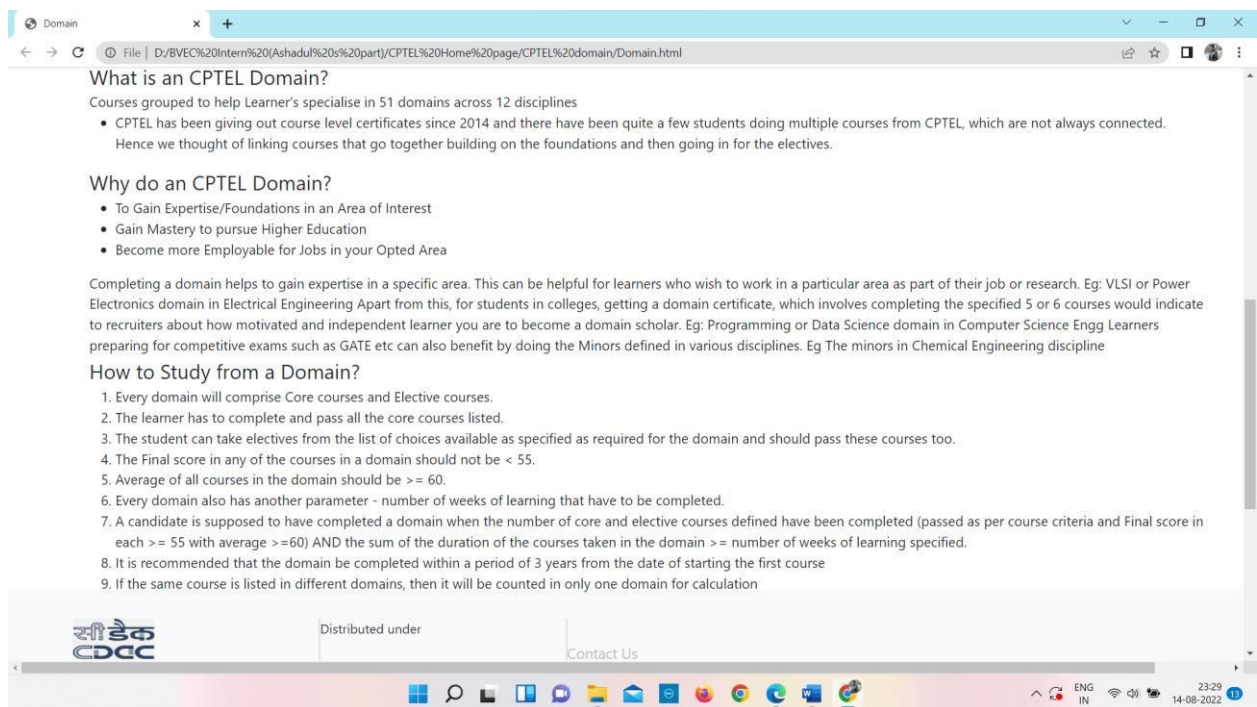 Domain
File | D:/BVEC%20Intern%20(Ashadul%20s%20part)/CPTEL%20Home%20page/CPTEL%20domain/Domain.html
What is an CPTEL Domain?
Courses grouped to help Learner's specialise in 51 domains across 12 disciplines
• CPTEL has been giving out course level certificates since 2014 and there have been quite a few students doing multiple courses from CPTEL, which are not always connected.
Hence we thought of linking courses that go together building on the foundations and then going in for the electives.
Why do an CPTEL Domain?
• To Gain Expertise/Foundations in an Area of Interest
• Gain Mastery to pursue Higher Education
• Become more Employable for Jobs in your Opted Area
Completing a domain helps to gain expertise in a specific area. This can be helpful for learners who wish to work in a particular area as part of their job or research. Eg: VLSI or Power
Electronics domain in Electrical Engineering Apart from this, for students in colleges, getting a domain certificate, which involves completing the specified 5 or 6 courses would indicate
to recruiters about how motivated and independent learner you are to become a domain scholar. Eg: Programming or Data Science domain in Computer Science Engg Learners
preparing for competitive exams such as GATE etc can also benefit by doing the Minors defined in various disciplines. Eg The minors in Chemical Engineering discipline
How to Study from a Domain?
1. Every domain will comprise Core courses and Elective courses.
2. The learner has to complete and pass all the core courses listed.
3. The student can take electives from the list of choices available as specified as required for the domain and should pass these courses too.
4. The Final score in any of the courses in a domain should not be < 55.
5. Average of all courses in the domain should be >= 60.
6. Every domain also has another parameter - number of weeks of learning that have to be completed.
7. A candidate is supposed to have completed a domain when the number of core and elective courses defined have been completed (passed as per course criteria and Final score in
each >= 55 with average >=60) AND the sum of the duration of the courses taken in the domain >= number of weeks of learning specified.
8. It is recommended that the domain be completed within a period of 3 years from the date of starting the first course
9. If the same course is listed in different domains, then it will be counted in only one domain for calculation
सी डैक
CDAC
Distributed under
Contact Us
ENG
IN
23:29
14-08-2022
13